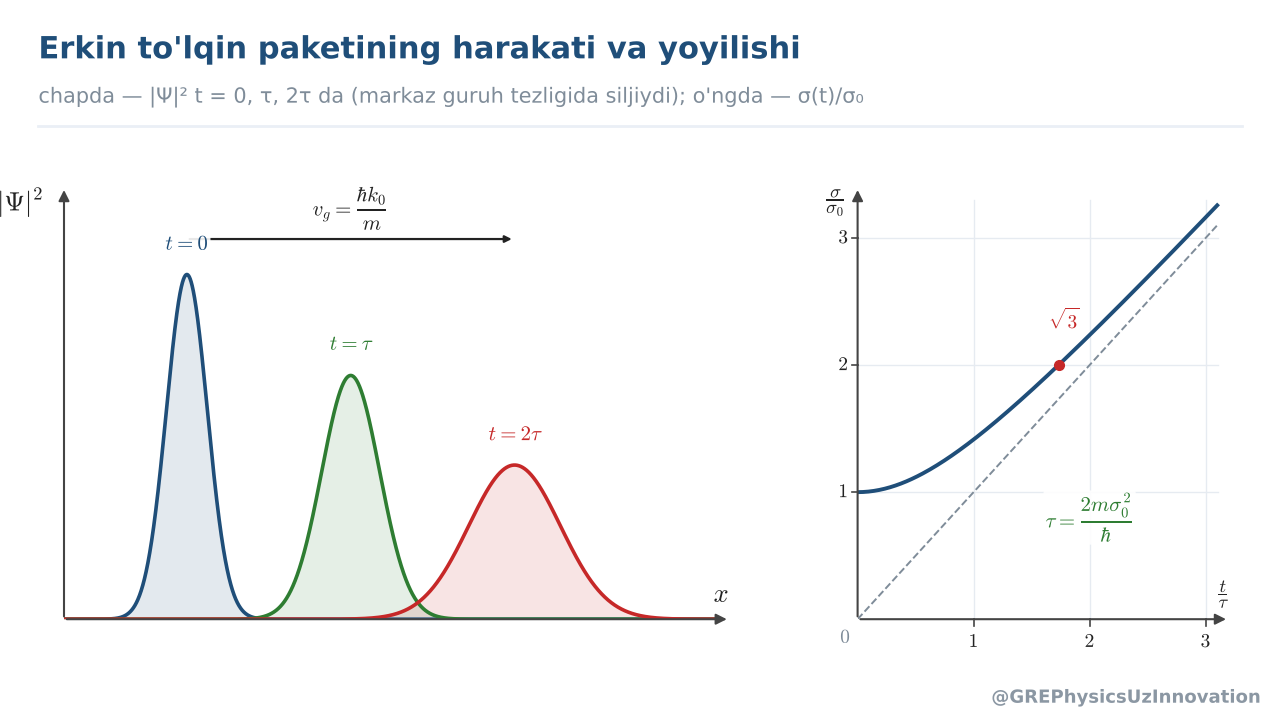 Erkin to'lqin paketining harakati va yoyilishi
chapda — |Ψ|² t = 0, τ, 2τ da (markaz guruh tezligida siljiydi); o'ngda — σ(t)/σ₀
|Ψ|²
v_g = ħk₀/m
t = 0
t = τ
t = 2τ
x
σ/σ₀
3
2
1
0
√3
τ = 2mσ₀²/ħ
t/τ
1 2 3
@GREPhysicsUzInnovation